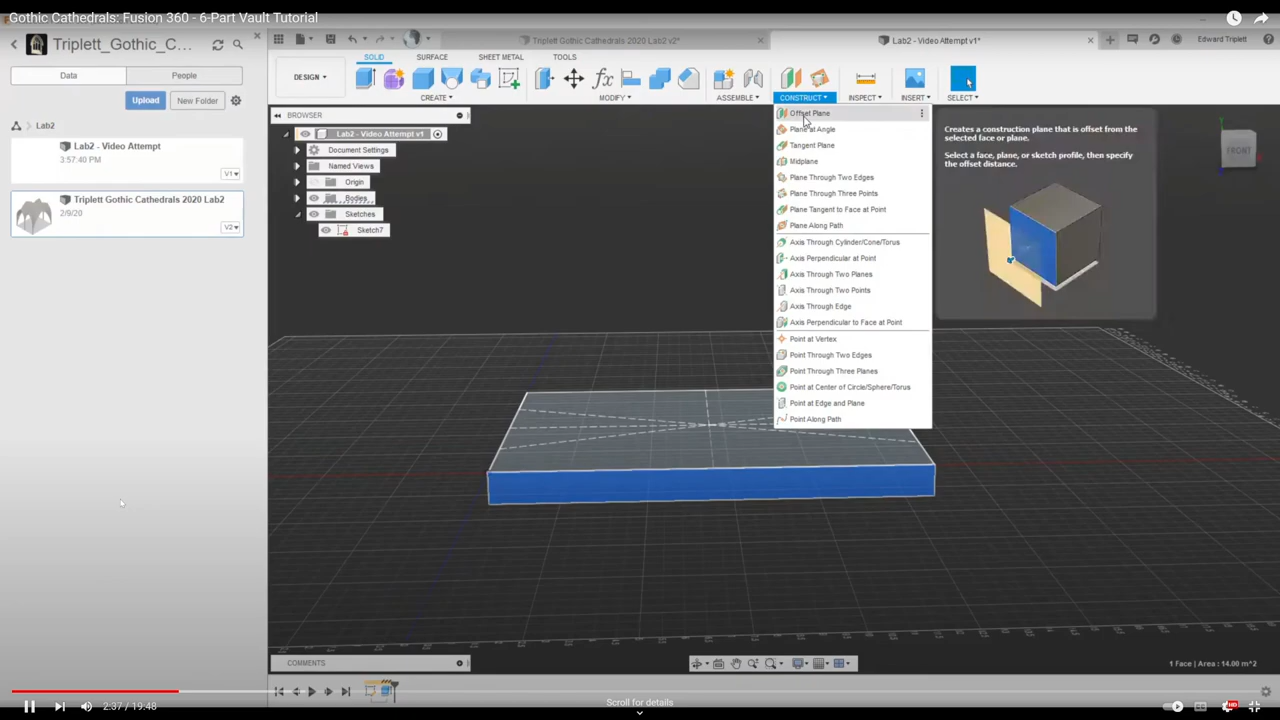 Gothic Cathedrals: Fusion 360 - 6-Part Vault Tutorial
Triplett_Gothic_C...
Data
People
Upload
New Folder
Lab2
Lab2 - Video Attempt
3:57:40 PM
V1
Triplett Gothic Cathedrals 2020 Lab2
2/9/20
V2
Triplett Gothic Cathedrals 2020 Lab2 v2*
Lab2 - Video Attempt v1*
Edward Triplett
SOLID
SURFACE
SHEET METAL
TOOLS
DESIGN
CREATE
MODIFY
ASSEMBLE
CONSTRUCT
INSPECT
INSERT
SELECT
BROWSER
Lab2 - Video Attempt v1
Document Settings
Named Views
Origin
Bodies
Sketches
Sketch7
Offset Plane
Plane at Angle
Tangent Plane
Midplane
Plane Through Two Edges
Plane Through Three Points
Plane Tangent to Face at Point
Plane Along Path
Axis Through Cylinder/Cone/Torus
Axis Perpendicular at Point
Axis Through Two Planes
Axis Through Two Points
Axis Through Edge
Axis Perpendicular to Face at Point
Point at Vertex
Point Through Two Edges
Point Through Three Planes
Point at Center of Circle/Sphere/Torus
Point at Edge and Plane
Point Along Path
Creates a construction plane that is offset from the
selected face or plane.
Select a face, plane, or sketch profile, then specify
the offset distance.
FRONT
COMMENTS
1 Face | Area : 14.00 m^2
2:37 / 19:48
Scroll for details
HD